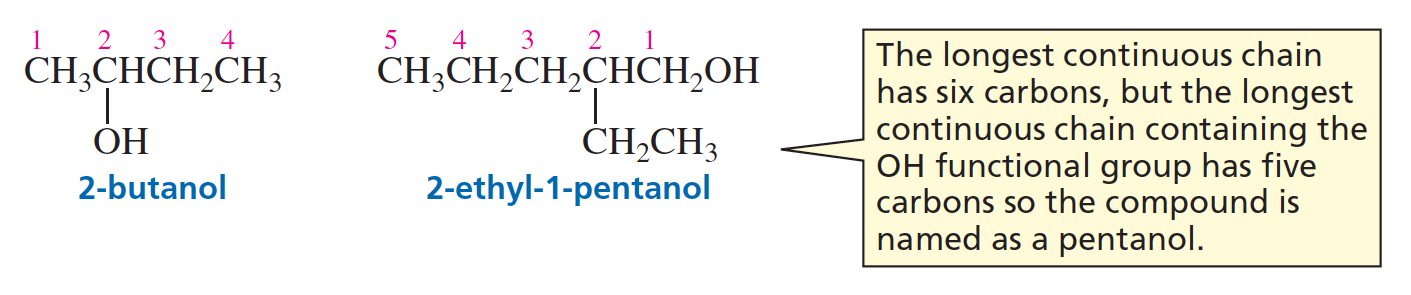 1 2 3 4
CH₃CHCH₂CH₃
OH
2-butanol
5 4 3 2 1
CH₃CH₂CH₂CHCH₂OH
CH₂CH₃
2-ethyl-1-pentanol
The longest continuous chain
has six carbons, but the longest
continuous chain containing the
OH functional group has five
carbons so the compound is
named as a pentanol.